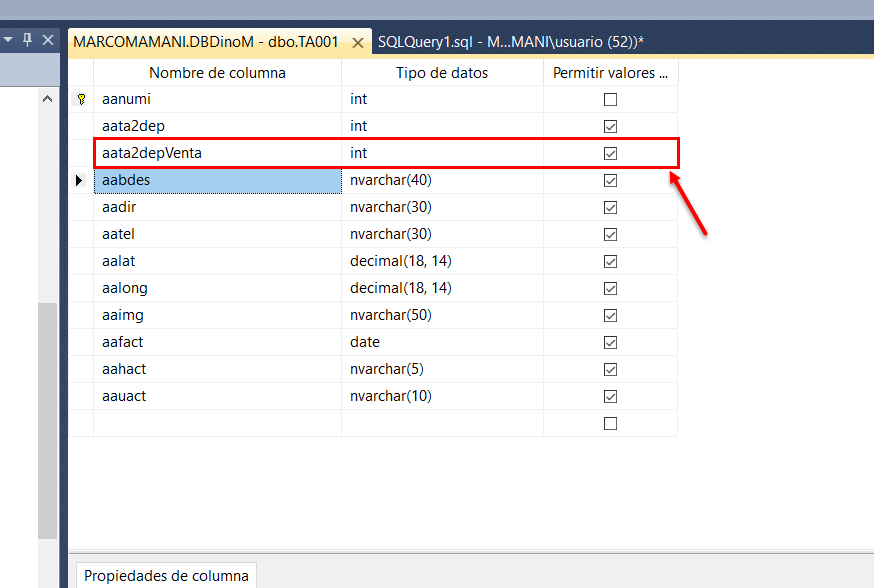 MARCOMAMANI.DBDinoM - dbo.TA001 SQLQuery1.sql - M...MANI\usuario (52))*
Nombre de columna Tipo de datos Permitir valores ...
aanumi int
aata2dep int
aata2depVenta int
aabdes nvarchar(40)
aadir nvarchar(30)
aatel nvarchar(30)
aalat decimal(18, 14)
aalong decimal(18, 14)
aaimg nvarchar(50)
aafact date
aahact nvarchar(5)
aauact nvarchar(10)
Propiedades de columna